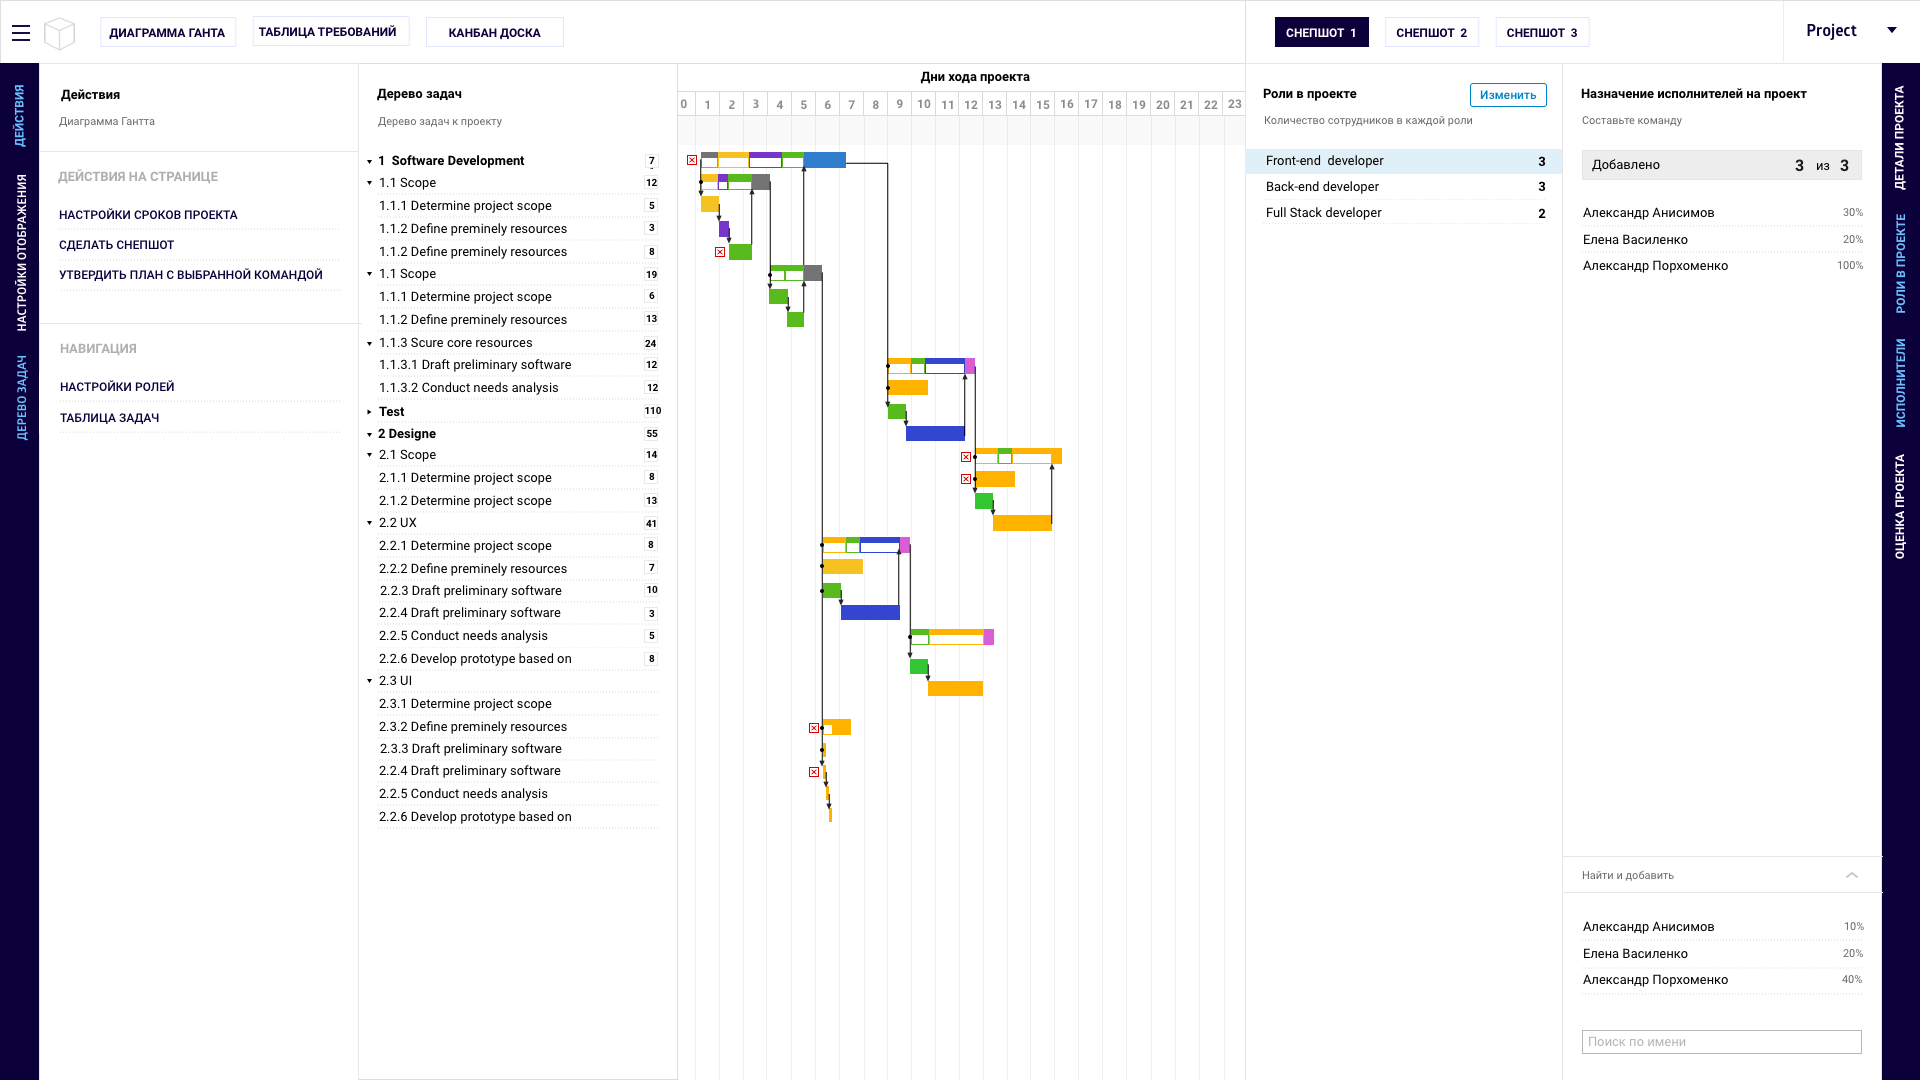 ДИАГРАММА ГАНТА
ТАБЛИЦА ТРЕБОВАНИЙ
КАНБАН ДОСКА
СНЕПШОТ 1
СНЕПШОТ 2
СНЕПШОТ 3
Project
ДЕЙСТВИЯ
НАСТРОЙКИ ОТОБРАЖЕНИЯ
ДЕРЕВО ЗАДАЧ
Действия
Диаграмма Гантта
ДЕЙСТВИЯ НА СТРАНИЦЕ
НАСТРОЙКИ СРОКОВ ПРОЕКТА
СДЕЛАТЬ СНЕПШОТ
УТВЕРДИТЬ ПЛАН С ВЫБРАННОЙ КОМАНДОЙ
НАВИГАЦИЯ
НАСТРОЙКИ РОЛЕЙ
ТАБЛИЦА ЗАДАЧ
Дерево задач
Дерево задач к проекту
1 Software Development 7
1.1 Scope 12
1.1.1 Determine project scope 5
1.1.2 Define preminely resources 3
1.1.2 Define preminely resources 8
1.1 Scope 19
1.1.1 Determine project scope 6
1.1.2 Define preminely resources 13
1.1.3 Scure core resources 24
1.1.3.1 Draft preliminary software 12
1.1.3.2 Conduct needs analysis 12
Test 110
2 Designe 55
2.1 Scope 14
2.1.1 Determine project scope 8
2.1.2 Determine project scope 13
2.2 UX 41
2.2.1 Determine project scope 8
2.2.2 Define preminely resources 7
2.2.3 Draft preliminary software 10
2.2.4 Draft preliminary software 3
2.2.5 Conduct needs analysis 5
2.2.6 Develop prototype based on 8
2.3 UI
2.3.1 Determine project scope
2.3.2 Define preminely resources
2.3.3 Draft preliminary software
2.2.4 Draft preliminary software
2.2.5 Conduct needs analysis
2.2.6 Develop prototype based on
Дни хода проекта
0 1 2 3 4 5 6 7 8 9 10 11 12 13 14 15 16 17 18 19 20 21 22 23
Роли в проекте
Изменить
Количество сотрудников в каждой роли
Front-end developer 3
Back-end developer 3
Full Stack developer 2
Назначение исполнителей на проект
Составьте команду
Добавлено 3 из 3
Александр Анисимов 30%
Елена Василенко 20%
Александр Порхоменко 100%
Найти и добавить
Александр Анисимов 10%
Елена Василенко 20%
Александр Порхоменко 40%
Поиск по имени
ДЕТАЛИ ПРОЕКТА
РОЛИ В ПРОЕКТЕ
ИСПОЛНИТЕЛИ
ОЦЕНКА ПРОЕКТА